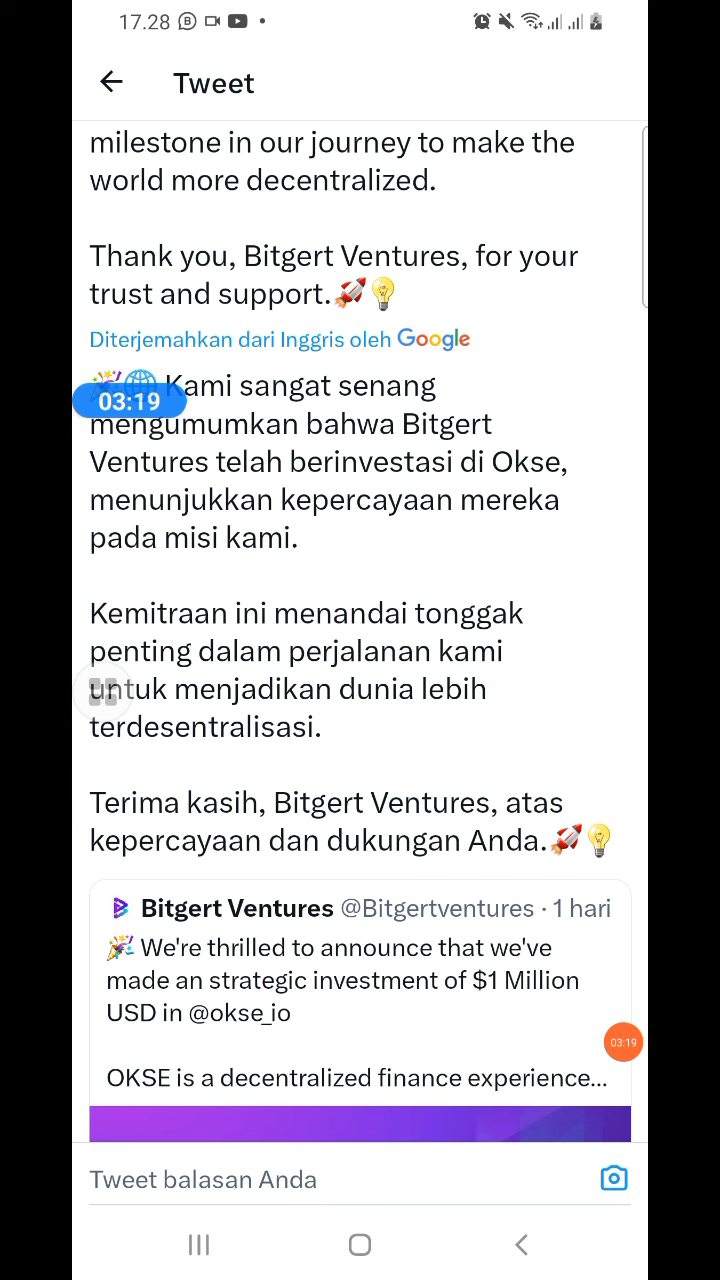 17.28
Tweet
milestone in our journey to make the
world more decentralized.
Thank you, Bitgert Ventures, for your
trust and support.🚀💡
Diterjemahkan dari Inggris oleh Google
🎉🌐 Kami sangat senang
03:19
mengumumkan bahwa Bitgert
Ventures telah berinvestasi di Okse,
menunjukkan kepercayaan mereka
pada misi kami.
Kemitraan ini menandai tonggak
penting dalam perjalanan kami
untuk menjadikan dunia lebih
terdesentralisasi.
Terima kasih, Bitgert Ventures, atas
kepercayaan dan dukungan Anda.🚀💡
Bitgert Ventures @Bitgertventures · 1 hari
🎉 We're thrilled to announce that we've
made an strategic investment of $1 Million
USD in @okse_io
03:19
OKSE is a decentralized finance experience...
Tweet balasan Anda